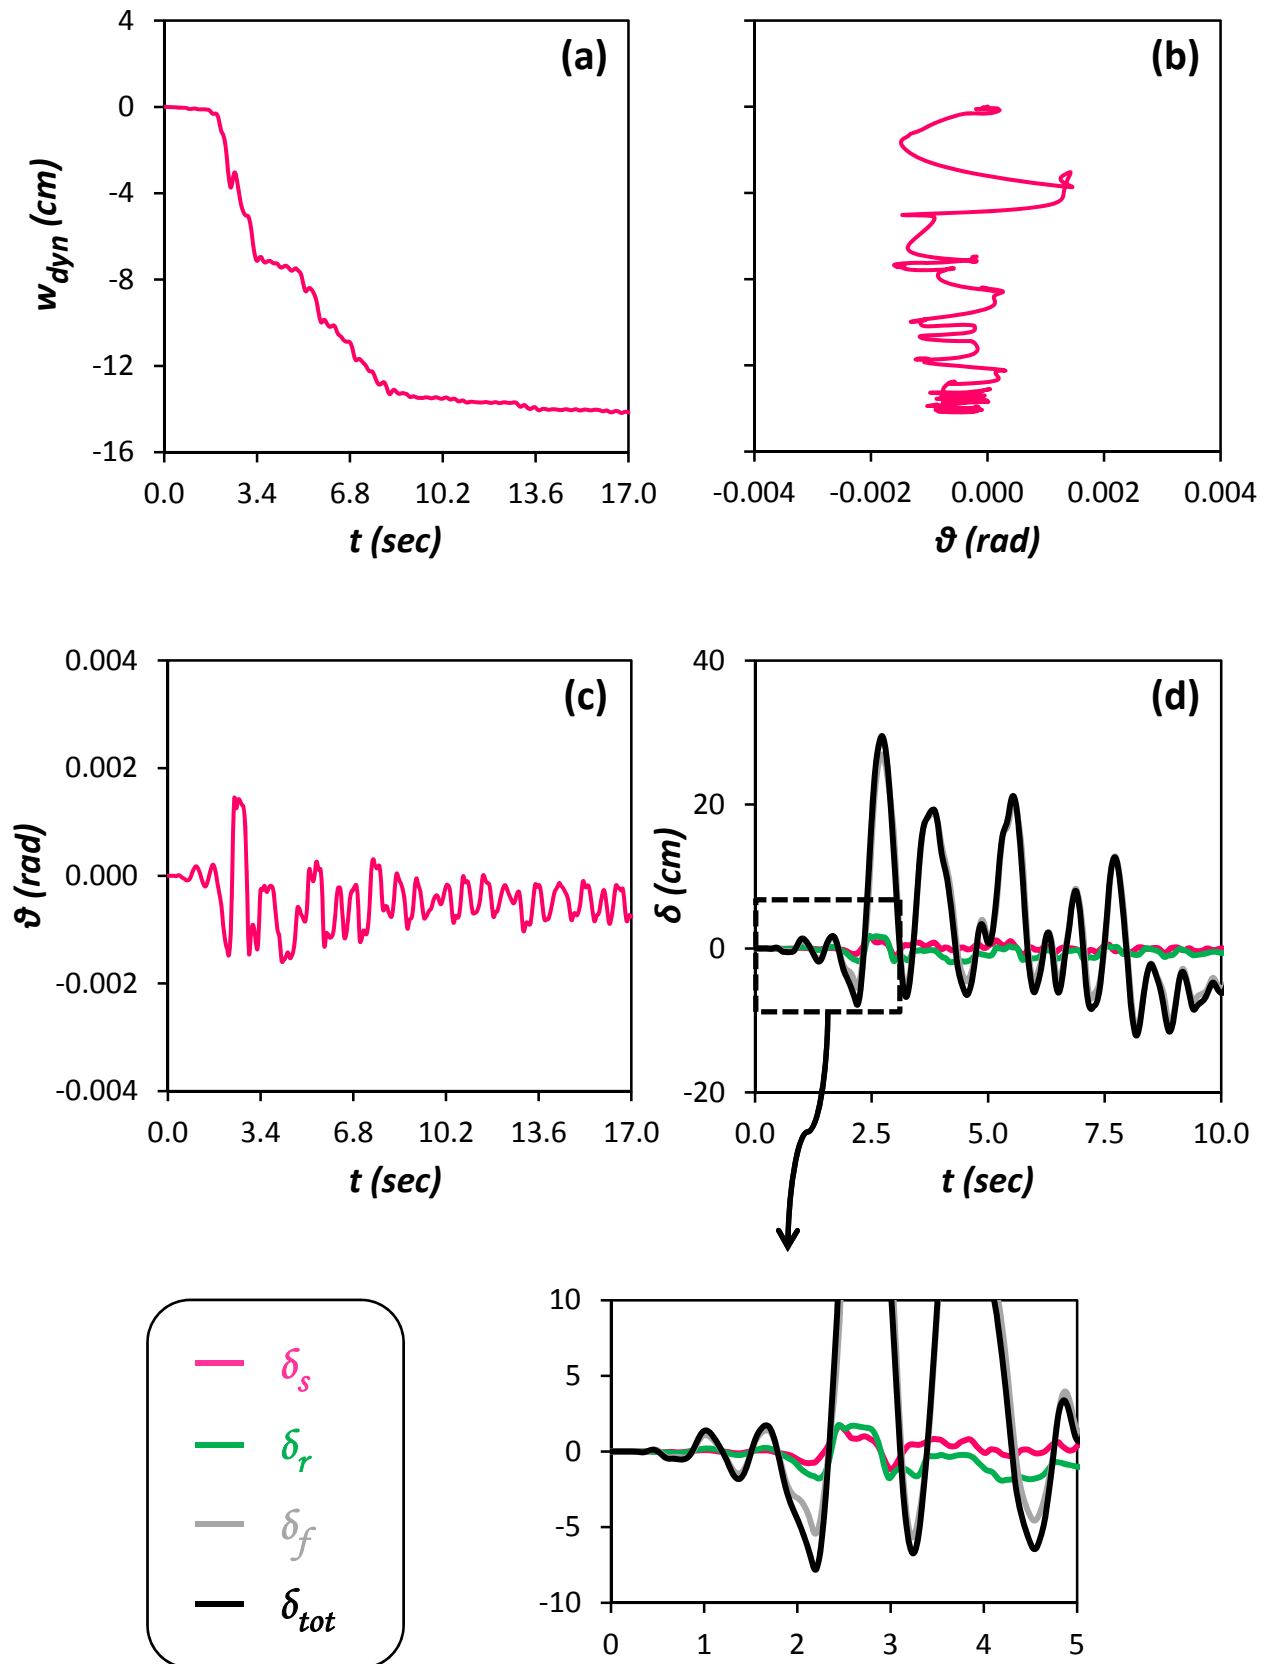 (a)
4
0
-4
-8
-12
-16
w_dyn (cm)
0.0 3.4 6.8 10.2 13.6 17.0
t (sec)
(b)
-0.004 -0.002 0.000 0.002 0.004
ϑ (rad)
(c)
0.004
0.002
0.000
-0.002
-0.004
ϑ (rad)
0.0 3.4 6.8 10.2 13.6 17.0
t (sec)
(d)
40
20
0
-20
δ (cm)
0.0 2.5 5.0 7.5 10.0
t (sec)
δ_s
δ_r
δ_f
δ_tot
10
5
0
-5
-10
0 1 2 3 4 5